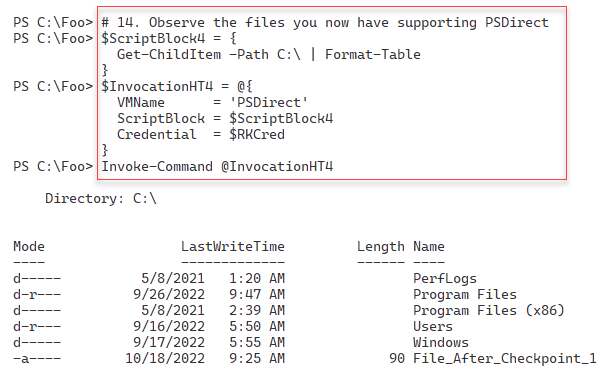 PS C:\Foo> # 14. Observe the files you now have supporting PSDirect
PS C:\Foo> $ScriptBlock4 = {
             Get-ChildItem -Path C:\ | Format-Table
           }
PS C:\Foo> $InvocationHT4 = @{
             VMName      = 'PSDirect'
             ScriptBlock = $ScriptBlock4
             Credential  = $RKCred
           }
PS C:\Foo> Invoke-Command @InvocationHT4
    Directory: C:\
Mode                 LastWriteTime         Length Name
----                 -------------         ------ ----
d-----          5/8/2021   1:20 AM                PerfLogs
d-r---         9/26/2022   9:47 AM                Program Files
d-----          5/8/2021   2:39 AM                Program Files (x86)
d-r---         9/16/2022   5:50 AM                Users
d-----         9/17/2022   5:55 AM                Windows
-a----        10/18/2022   9:25 AM             90 File_After_Checkpoint_1